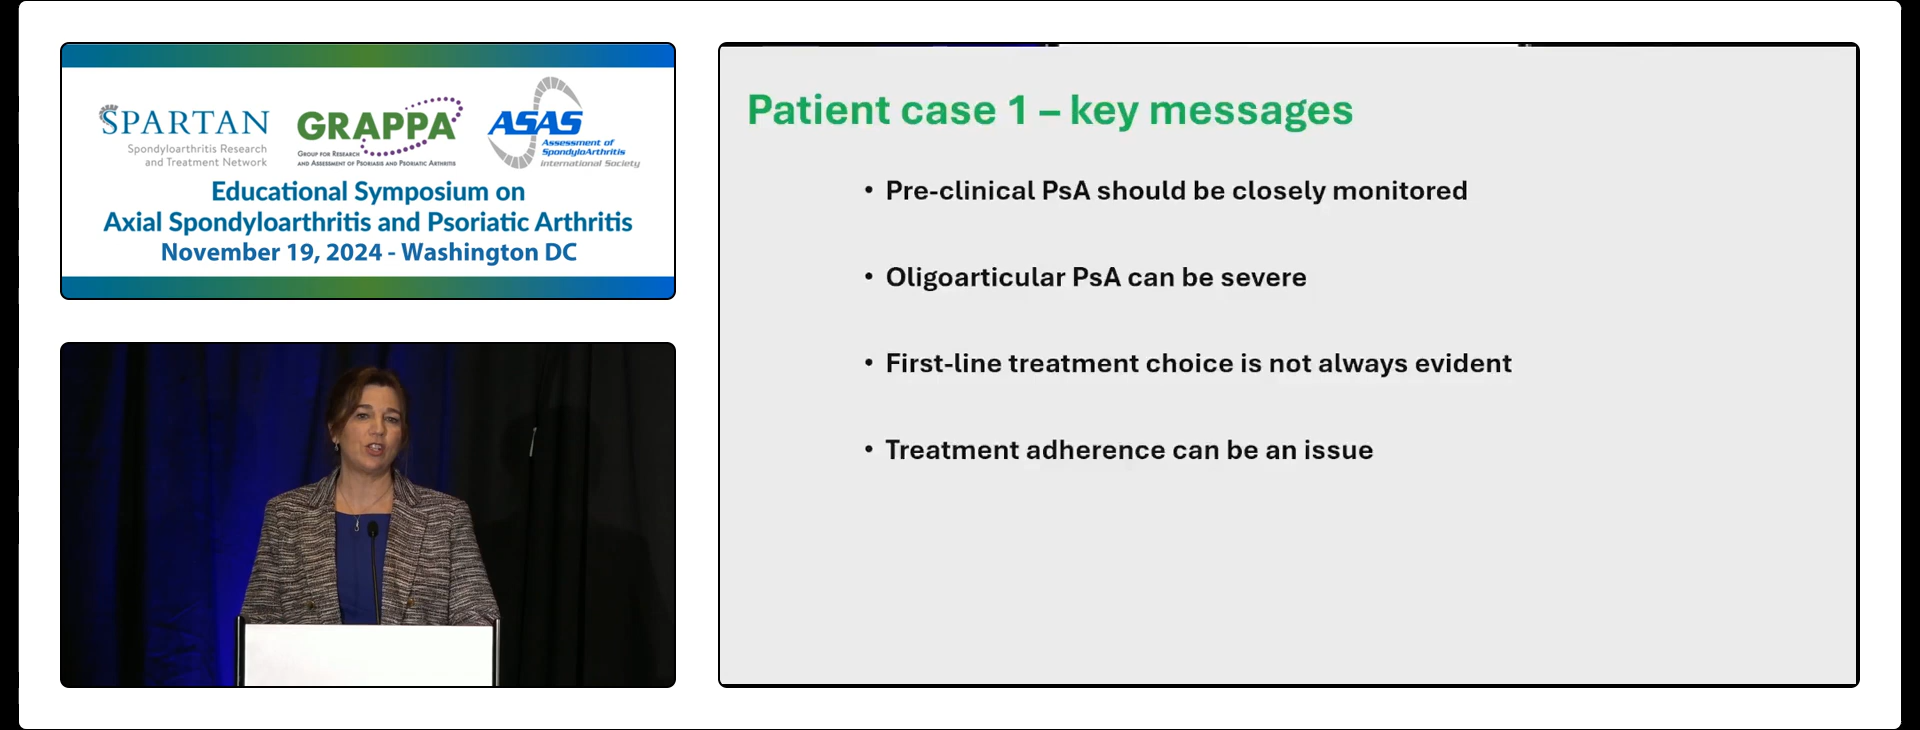 SPARTAN
Spondyloarthritis Research
and Treatment Network
GRAPPA
GROUP FOR RESEARCH
AND ASSESSMENT OF PSORIASIS AND PSORIATIC ARTHRITIS
ASAS
Assessment of
SpondyloArthritis
international Society
Educational Symposium on
Axial Spondyloarthritis and Psoriatic Arthritis
November 19, 2024 - Washington DC
Patient case 1 – key messages
• Pre-clinical PsA should be closely monitored
• Oligoarticular PsA can be severe
• First-line treatment choice is not always evident
• Treatment adherence can be an issue